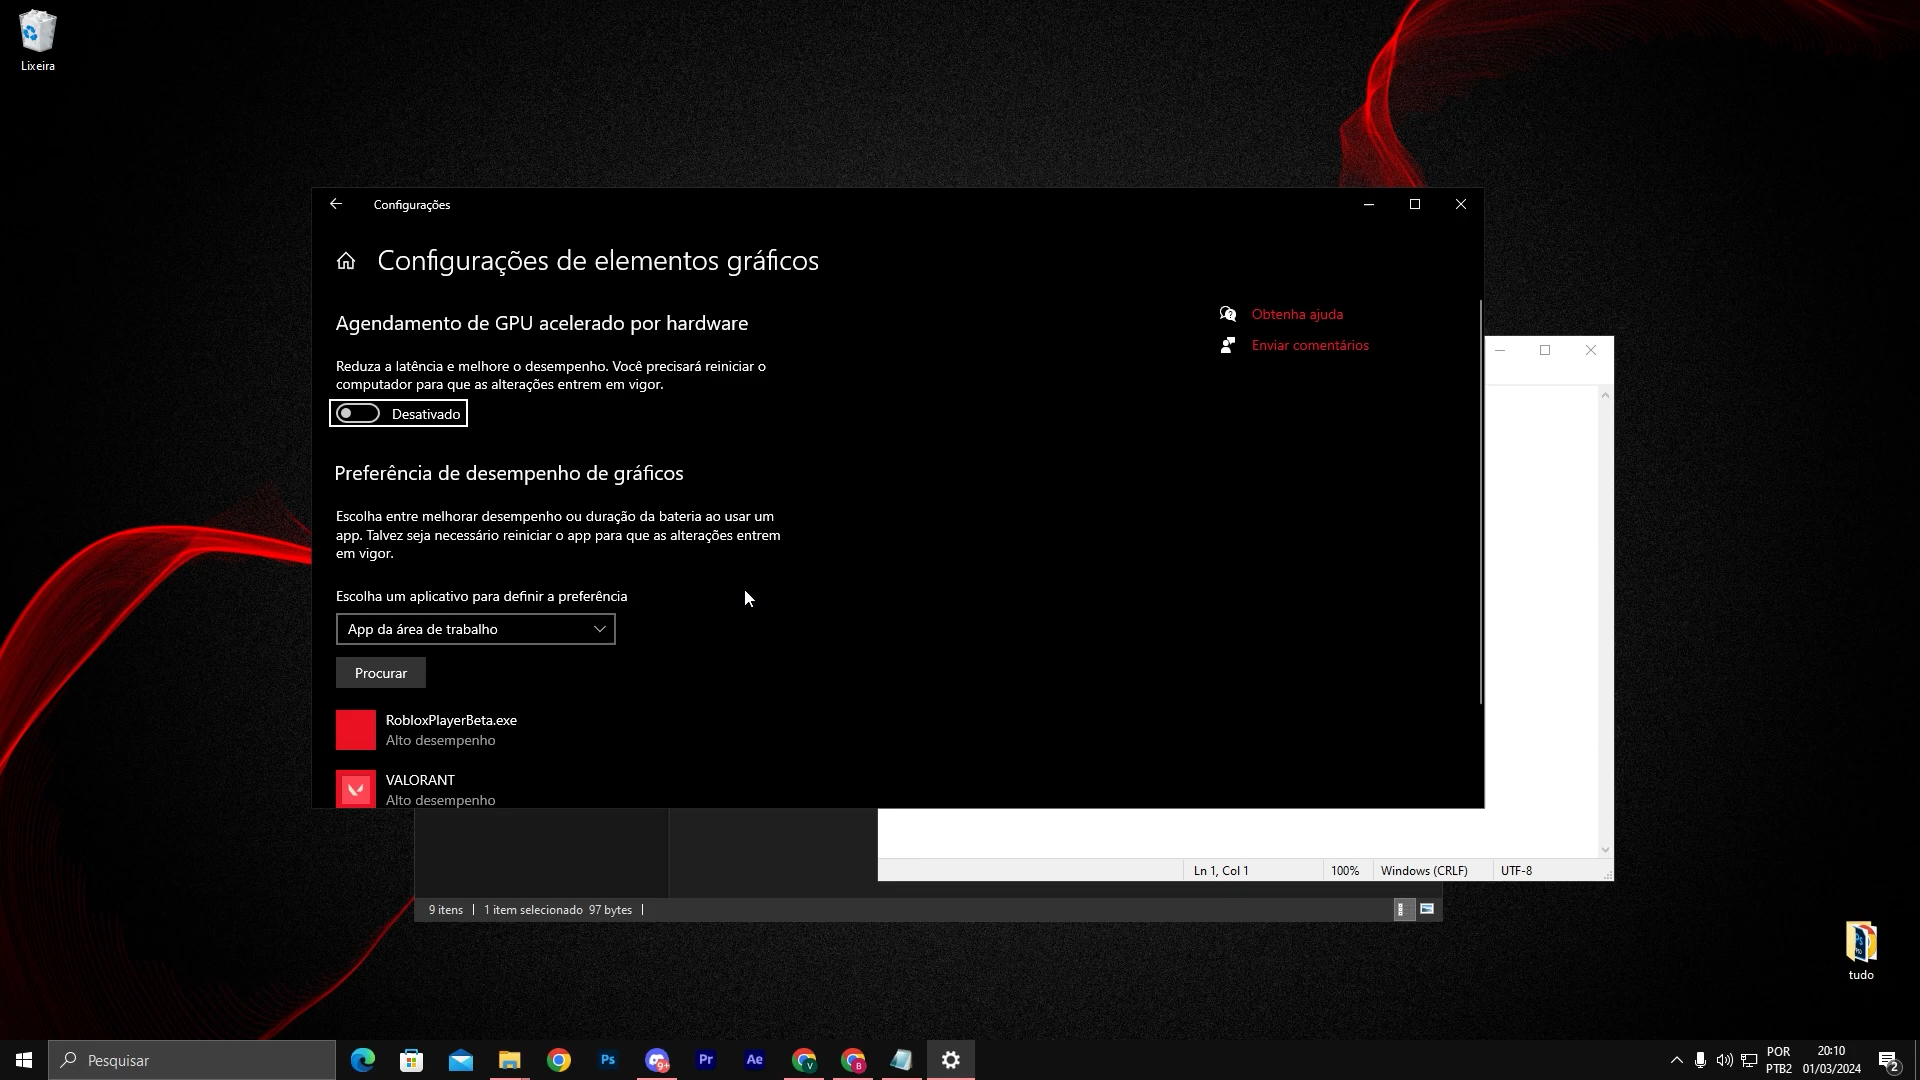 Lixeira
Configurações
Configurações de elementos gráficos
Agendamento de GPU acelerado por hardware
Reduza a latência e melhore o desempenho. Você precisará reiniciar o
computador para que as alterações entrem em vigor.
Desativado
Preferência de desempenho de gráficos
Escolha entre melhorar desempenho ou duração da bateria ao usar um
app. Talvez seja necessário reiniciar o app para que as alterações entrem
em vigor.
Escolha um aplicativo para definir a preferência
App da área de trabalho
Procurar
RobloxPlayerBeta.exe
Alto desempenho
VALORANT
Alto desempenho
Obtenha ajuda
Enviar comentários
Ln 1, Col 1
100%
Windows (CRLF)
UTF-8
9 itens
1 item selecionado 97 bytes
tudo
Pesquisar
Ps
9+
Pr
Ae
V
B
POR
PTB2
20:10
01/03/2024
2